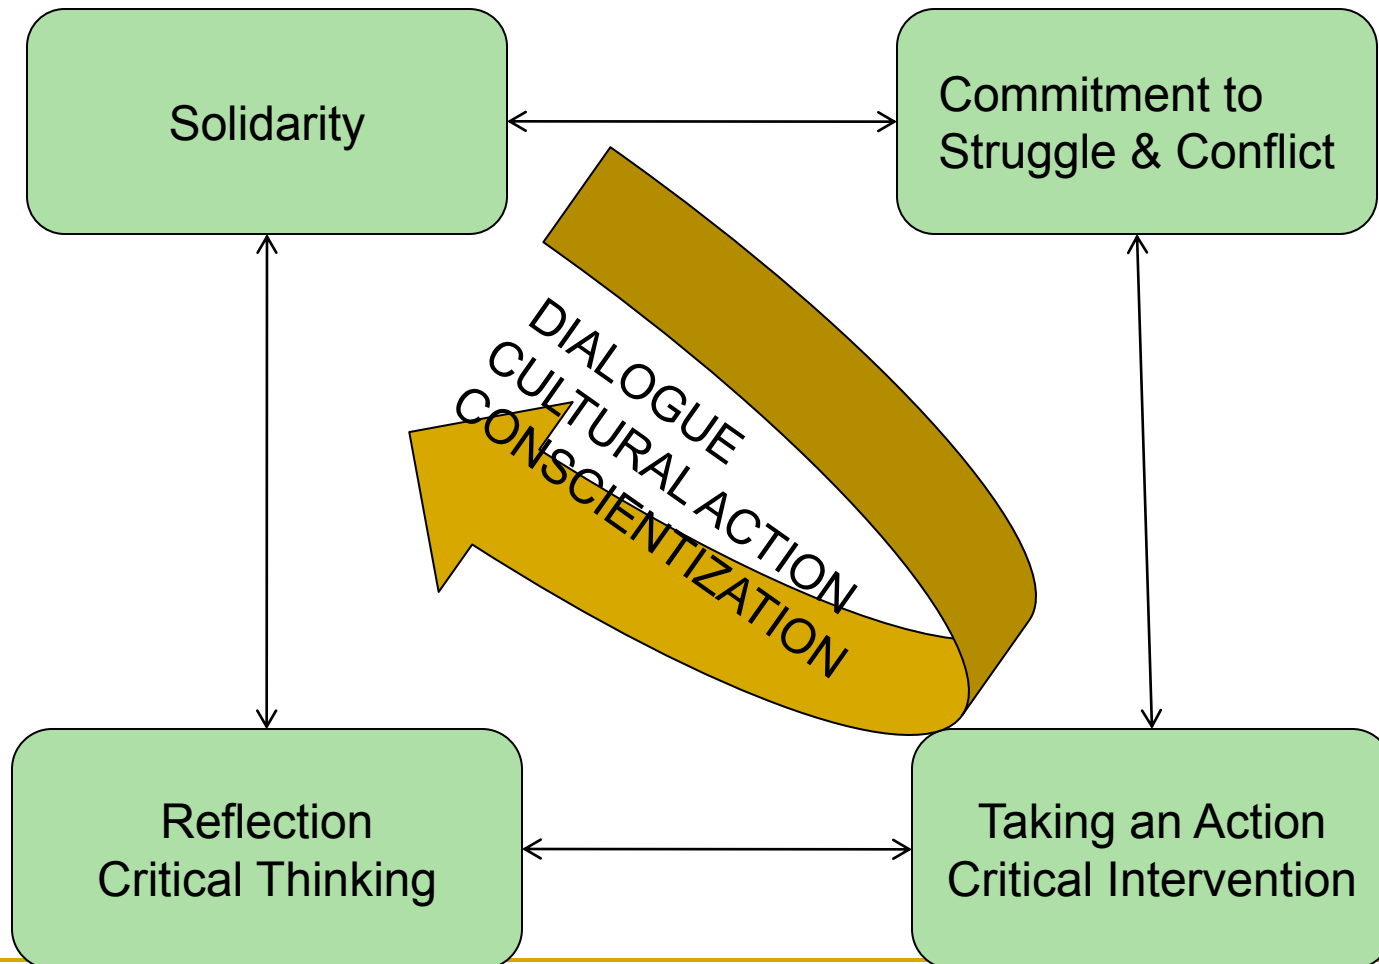 Solidarity
Commitment to
Struggle & Conflict
DIALOGUE
CULTURAL ACTION
CONSCIENTIZATION
Reflection
Critical Thinking
Taking an Action
Critical Intervention